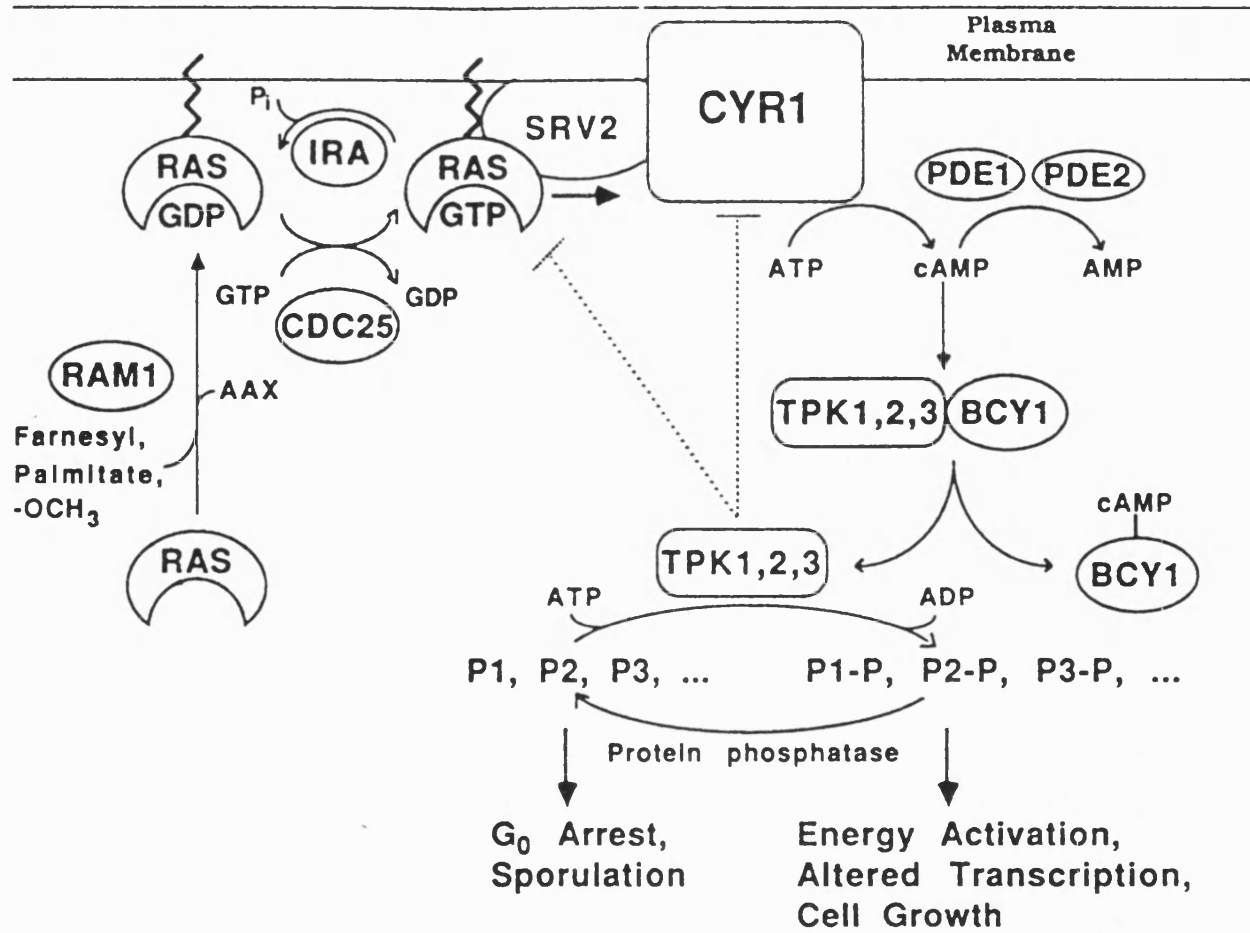 Plasma
Membrane
CYR1
SRV2
Pi
IRA
RAS
GDP
RAS
GTP
PDE1
PDE2
ATP
cAMP
AMP
GTP
GDP
CDC25
RAM1
AAX
Farnesyl,
Palmitate,
-OCH₃
RAS
TPK1,2,3
BCY1
cAMP
BCY1
TPK1,2,3
ATP
ADP
P1, P2, P3, ...
P1-P, P2-P, P3-P, ...
Protein phosphatase
G₀ Arrest,
Sporulation
Energy Activation,
Altered Transcription,
Cell Growth